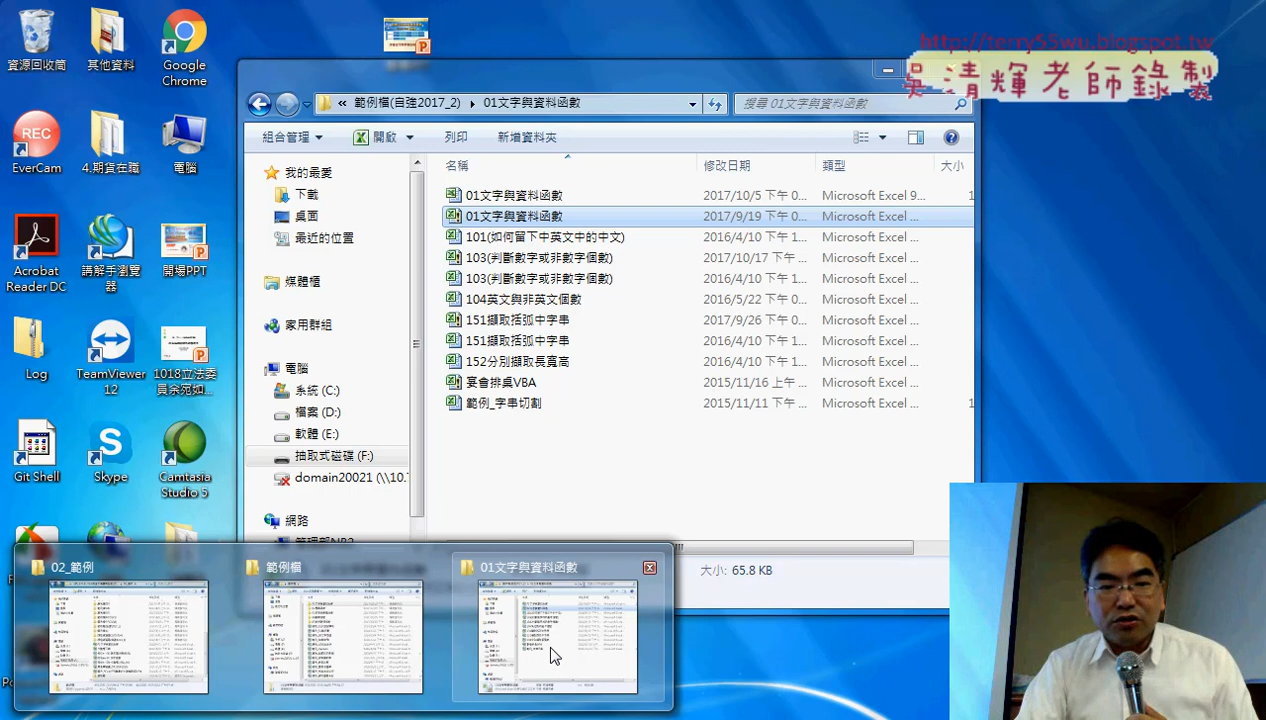 http://terry55wu.blogspot.tw
吳清輝老師錄製
資源回收筒
其他資料
Google Chrome
EverCam
4.期貨在職
電腦
Acrobat Reader DC
講解手瀏覽器
開場PPT
Log
TeamViewer 12
1018立法委員余宛如...
Git Shell
Skype
Camtasia Studio 5
« 範例檔(自強2017_2) ▸ 01文字與資料函數
搜尋 01文字與資料函數
組合管理
開啟
列印
新增資料夾
我的最愛
下載
桌面
最近的位置
媒體櫃
家用群組
電腦
系統 (C:)
檔案 (D:)
軟體 (E:)
抽取式磁碟 (F:)
domain20021 (\\10.7
網路
名稱 修改日期 類型 大小
01文字與資料函數 2017/10/5 下午 0... Microsoft Excel 9... 1
01文字與資料函數 2017/9/19 下午 0... Microsoft Excel ...
101(如何留下中英文中的中文) 2016/4/10 下午 1... Microsoft Excel ...
103(判斷數字或非數字個數) 2017/10/17 下午 ... Microsoft Excel ...
103(判斷數字或非數字個數) 2016/4/10 下午 1... Microsoft Excel ...
104英文與非英文個數 2016/5/22 下午 0... Microsoft Excel ...
151擷取括弧中字串 2017/9/26 下午 0... Microsoft Excel ...
151擷取括弧中字串 2016/4/10 下午 1... Microsoft Excel ...
152分別擷取長寬高 2016/4/10 下午 1... Microsoft Excel ...
宴會排桌VBA 2015/11/16 上午 ... Microsoft Excel ...
範例_字串切割 2015/11/11 下午 ... Microsoft Excel ... 1
大小: 65.8 KB
02_範例
範例檔
01文字與資料函數